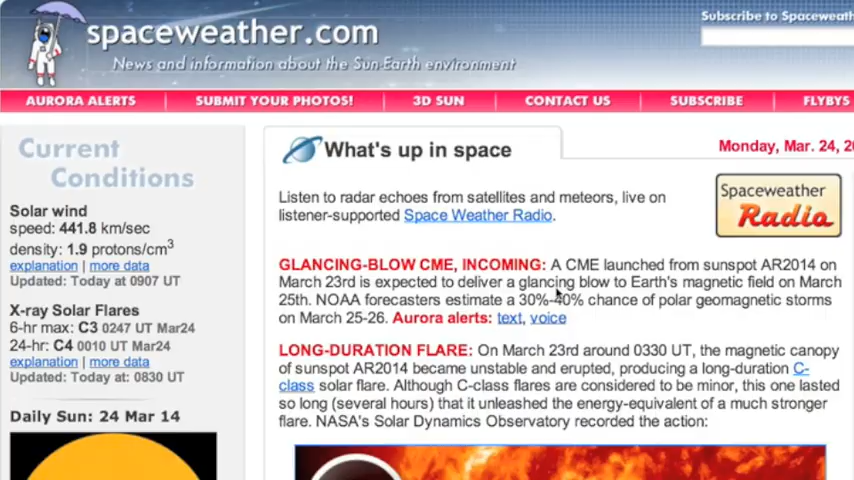 Subscribe to Spaceweath
spaceweather.com
News and information about the Sun-Earth environment
AURORA ALERTS SUBMIT YOUR PHOTOS! 3D SUN CONTACT US SUBSCRIBE FLYBYS
Current
Conditions
Solar wind
speed: 441.8 km/sec
density: 1.9 protons/cm3
explanation | more data
Updated: Today at 0907 UT
X-ray Solar Flares
6-hr max: C3 0247 UT Mar24
24-hr: C4 0010 UT Mar24
explanation | more data
Updated: Today at: 0830 UT
Daily Sun: 24 Mar 14
What's up in space
Monday, Mar. 24, 20
Listen to radar echoes from satellites and meteors, live on
listener-supported Space Weather Radio.
Spaceweather
Radio
GLANCING-BLOW CME, INCOMING: A CME launched from sunspot AR2014 on
March 23rd is expected to deliver a glancing blow to Earth's magnetic field on March
25th. NOAA forecasters estimate a 30%-40% chance of polar geomagnetic storms
on March 25-26. Aurora alerts: text, voice
LONG-DURATION FLARE: On March 23rd around 0330 UT, the magnetic canopy
of sunspot AR2014 became unstable and erupted, producing a long-duration C-
class solar flare. Although C-class flares are considered to be minor, this one lasted
so long (several hours) that it unleashed the energy-equivalent of a much stronger
flare. NASA's Solar Dynamics Observatory recorded the action: